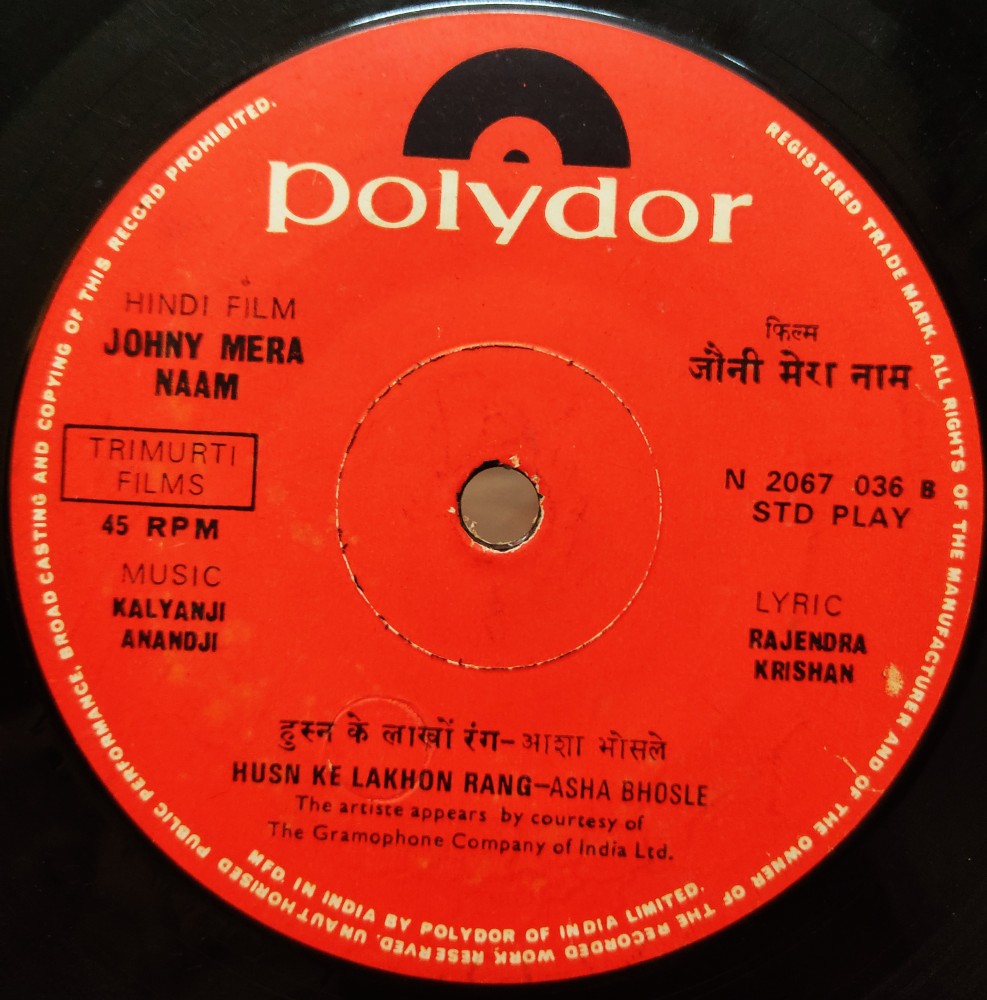 polydor
HINDI FILM
JOHNY MERA
NAAM
TRIMURTI
FILMS
45 RPM
MUSIC
KALYANJI
ANANDJI
फिल्म
जौनी मेरा नाम
N 2067 036 B
STD PLAY
LYRIC
RAJENDRA
KRISHAN
हुस्न के लाखों रंग-आशा भोसले
HUSN KE LAKHON RANG-ASHA BHOSLE
The artiste appears by courtesy of
The Gramophone Company of India Ltd.
REGISTERED TRADE MARK. ALL RIGHTS OF THE MANUFACTURER AND OF THE OWNER OF THE RECORDED WORK RESERVED. UNAUTHORISED PUBLIC PERFORMANCE, BROADCASTING AND COPYING OF THIS RECORD PROHIBITED.
MFD. IN INDIA BY POLYDOR OF INDIA LIMITED.